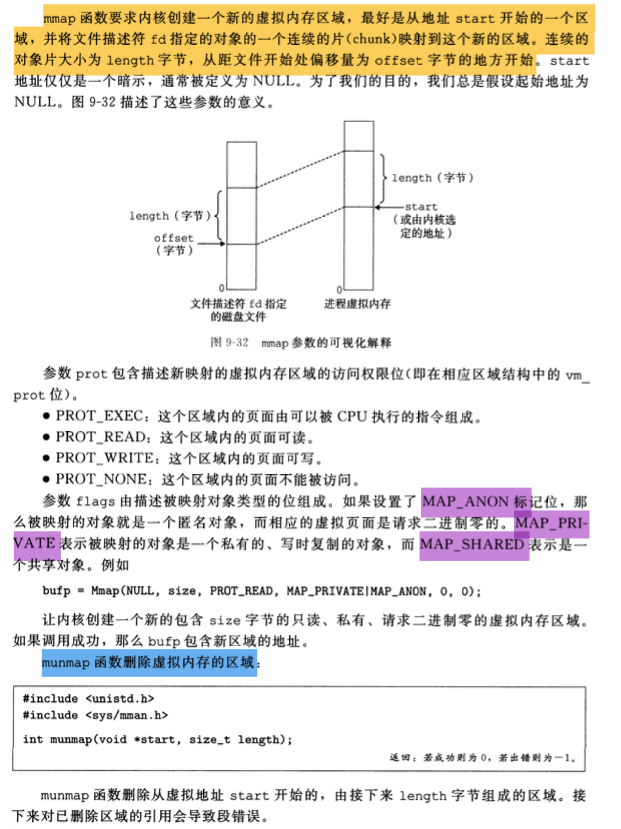 mmap 函数要求内核创建一个新的虚拟内存区域，最好是从地址 start 开始的一个区
域，并将文件描述符 fd 指定的对象的一个连续的片(chunk)映射到这个新的区域。连续的
对象片大小为 length 字节，从距文件开始处偏移量为 offset 字节的地方开始。start
地址仅仅是一个暗示，通常被定义为 NULL。为了我们的目的，我们总是假设起始地址为
NULL。图 9-32 描述了这些参数的意义。
length（字节）
length（字节）
start
（或由内核选
定的地址）
offset
（字节）
0
0
文件描述符 fd 指定
的磁盘文件
进程虚拟内存
图 9-32 mmap 参数的可视化解释
参数 prot 包含描述新映射的虚拟内存区域的访问权限位(即在相应区域结构中的 vm_
prot 位)。
● PROT_EXEC：这个区域内的页面由可以被 CPU 执行的指令组成。
● PROT_READ：这个区域内的页面可读。
● PROT_WRITE：这个区域内的页面可写。
● PROT_NONE：这个区域内的页面不能被访问。
参数 flags 由描述被映射对象类型的位组成。如果设置了 MAP_ANON 标记位，那
么被映射的对象就是一个匿名对象，而相应的虚拟页面是请求二进制零的。MAP_PRI-
VATE 表示被映射的对象是一个私有的、写时复制的对象，而 MAP_SHARED 表示是一
个共享对象。例如
bufp = Mmap(NULL, size, PROT_READ, MAP_PRIVATE|MAP_ANON, 0, 0);
让内核创建一个新的包含 size 字节的只读、私有、请求二进制零的虚拟内存区域。
如果调用成功，那么 bufp 包含新区域的地址。
munmap 函数删除虚拟内存的区域：
#include <unistd.h>
#include <sys/mman.h>
int munmap(void *start, size_t length);
返回：若成功则为 0，若出错则为－1。
munmap 函数删除从虚拟地址 start 开始的，由接下来 length 字节组成的区域。接
下来对已删除区域的引用会导致段错误。